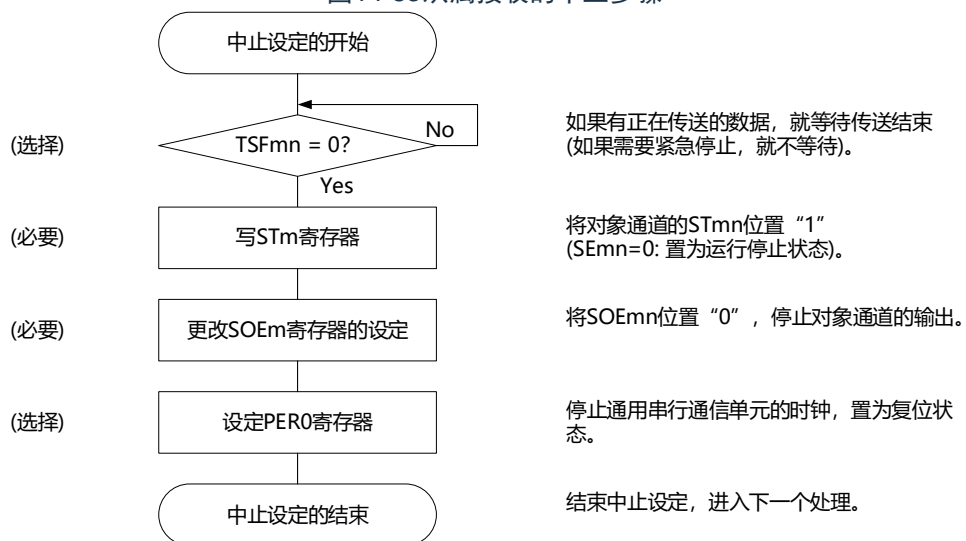 中止设定的开始
(选择)
TSFmn = 0?
No
Yes
如果有正在传送的数据，就等待传送结束
(如果需要紧急停止，就不等待)。
(必要)
写STm寄存器
将对象通道的STmn位置“1”
(SEmn=0: 置为运行停止状态)。
(必要)
更改SOEm寄存器的设定
将SOEmn位置“0”，停止对象通道的输出。
(选择)
设定PER0寄存器
停止通用串行通信单元的时钟，置为复位状
态。
中止设定的结束
结束中止设定，进入下一个处理。